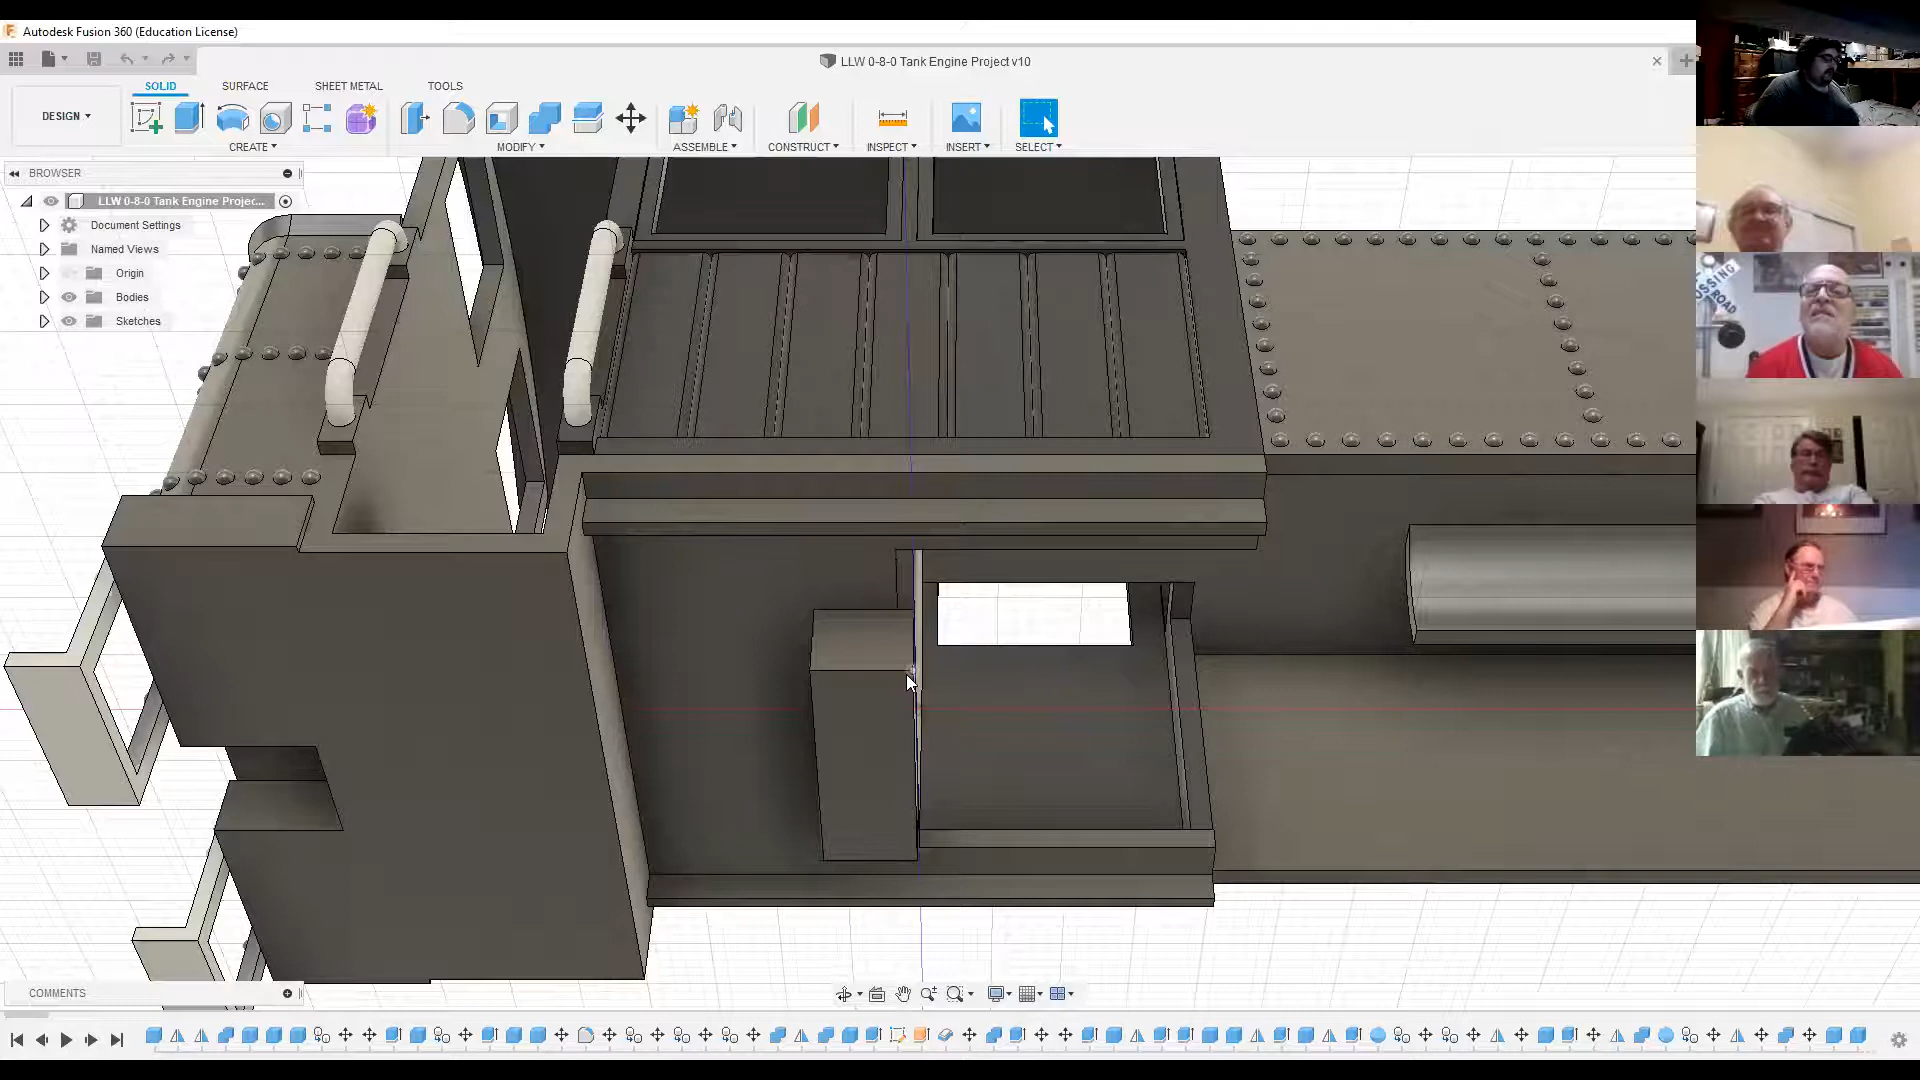 Autodesk Fusion 360 (Education License)
LLW 0-8-0 Tank Engine Project v10
SOLID SURFACE SHEET METAL TOOLS
DESIGN
CREATE MODIFY ASSEMBLE CONSTRUCT INSPECT INSERT SELECT
BROWSER
LLW 0-8-0 Tank Engine Projec...
Document Settings
Named Views
Origin
Bodies
Sketches
COMMENTS
OSSING
ROAD